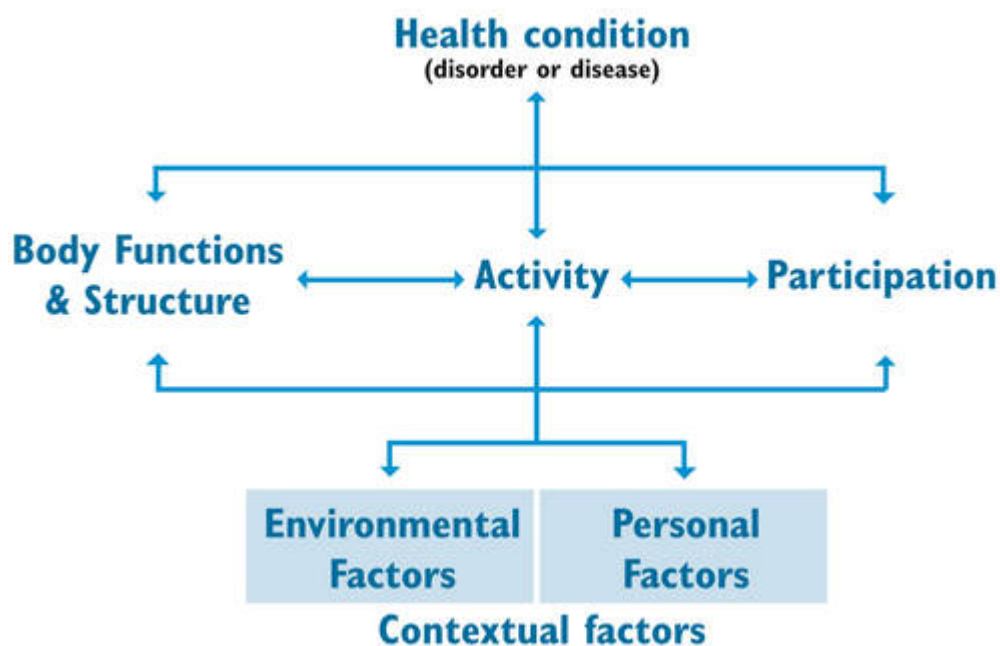 Health condition
(disorder or disease)
Body Functions
& Structure
Activity
Participation
Environmental
Factors
Personal
Factors
Contextual factors